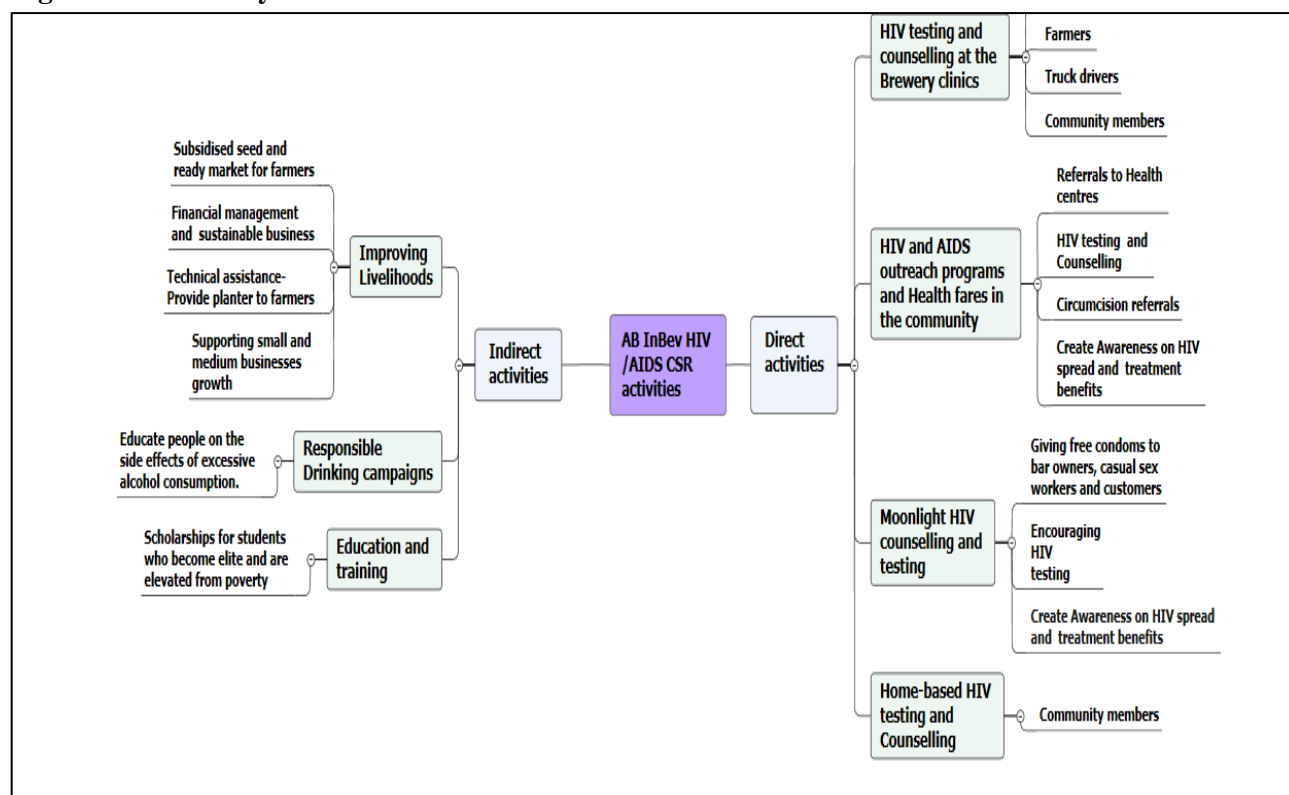 HIV testing and
counselling at the
Brewery clinics
Farmers
Truck drivers
Community members
Subsidised seed and
ready market for farmers
Financial management
and sustainable business
Technical assistance-
Provide planter to farmers
Supporting small and
medium businesses
growth
Improving
Livelihoods
Educate people on the
side effects of excessive
alcohol consumption.
Responsible
Drinking campaigns
Scholarships for students
who become elite and are
elevated from poverty
Education and
training
Indirect
activities
AB InBev HIV
/AIDS CSR
activities
Direct
activities
HIV and AIDS
outreach programs
and Health fares in
the community
Referrals to Health
centres
HIV testing and
Counselling
Circumcision referrals
Create Awareness on HIV
spread and treatment
benefits
Moonlight HIV
counselling and
testing
Giving free condoms to
bar owners, casual sex
workers and customers
Encouraging
HIV
testing
Create Awareness on HIV spread
and treatment benefits
Home-based HIV
testing and
Counselling
Community members